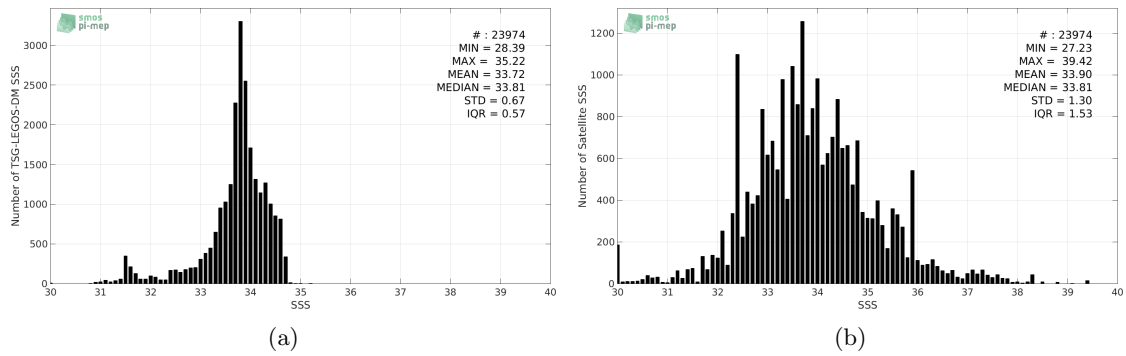 smos
pi-mep
# : 23974
MIN = 28.39
MAX = 35.22
MEAN = 33.72
MEDIAN = 33.81
STD = 0.67
IQR = 0.57
Number of TSG-LEGOS-DM SSS
3000
2500
2000
1500
1000
500
0
30 31 32 33 34 35 36 37 38 39 40
SSS
(a)
smos
pi-mep
# : 23974
MIN = 27.23
MAX = 39.42
MEAN = 33.90
MEDIAN = 33.81
STD = 1.30
IQR = 1.53
Number of Satellite SSS
1200
1000
800
600
400
200
0
30 31 32 33 34 35 36 37 38 39 40
SSS
(b)